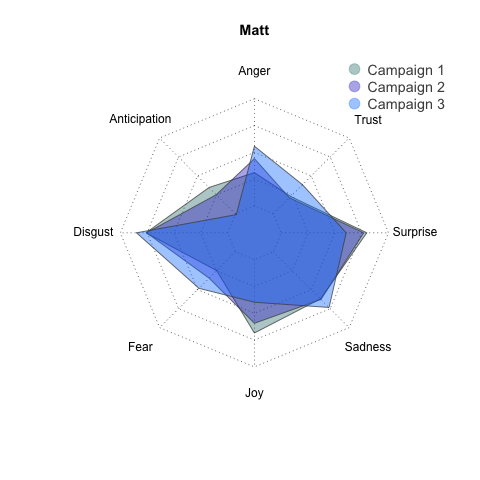 Matt
Anger
Campaign 1
Campaign 2
Campaign 3
Anticipation
Trust
Disgust
Surprise
Fear
Sadness
Joy